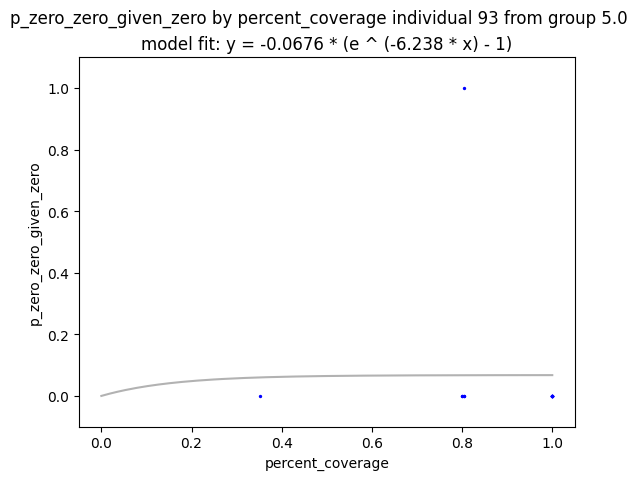 p_zero_zero_given_zero by percent_coverage individual 93 from group 5.0
model fit: y = -0.0676 * (e ^ (-6.238 * x) - 1)
1.0
0.8
0.6
0.4
0.2
0.0
p_zero_zero_given_zero
0.0 0.2 0.4 0.6 0.8 1.0
percent_coverage